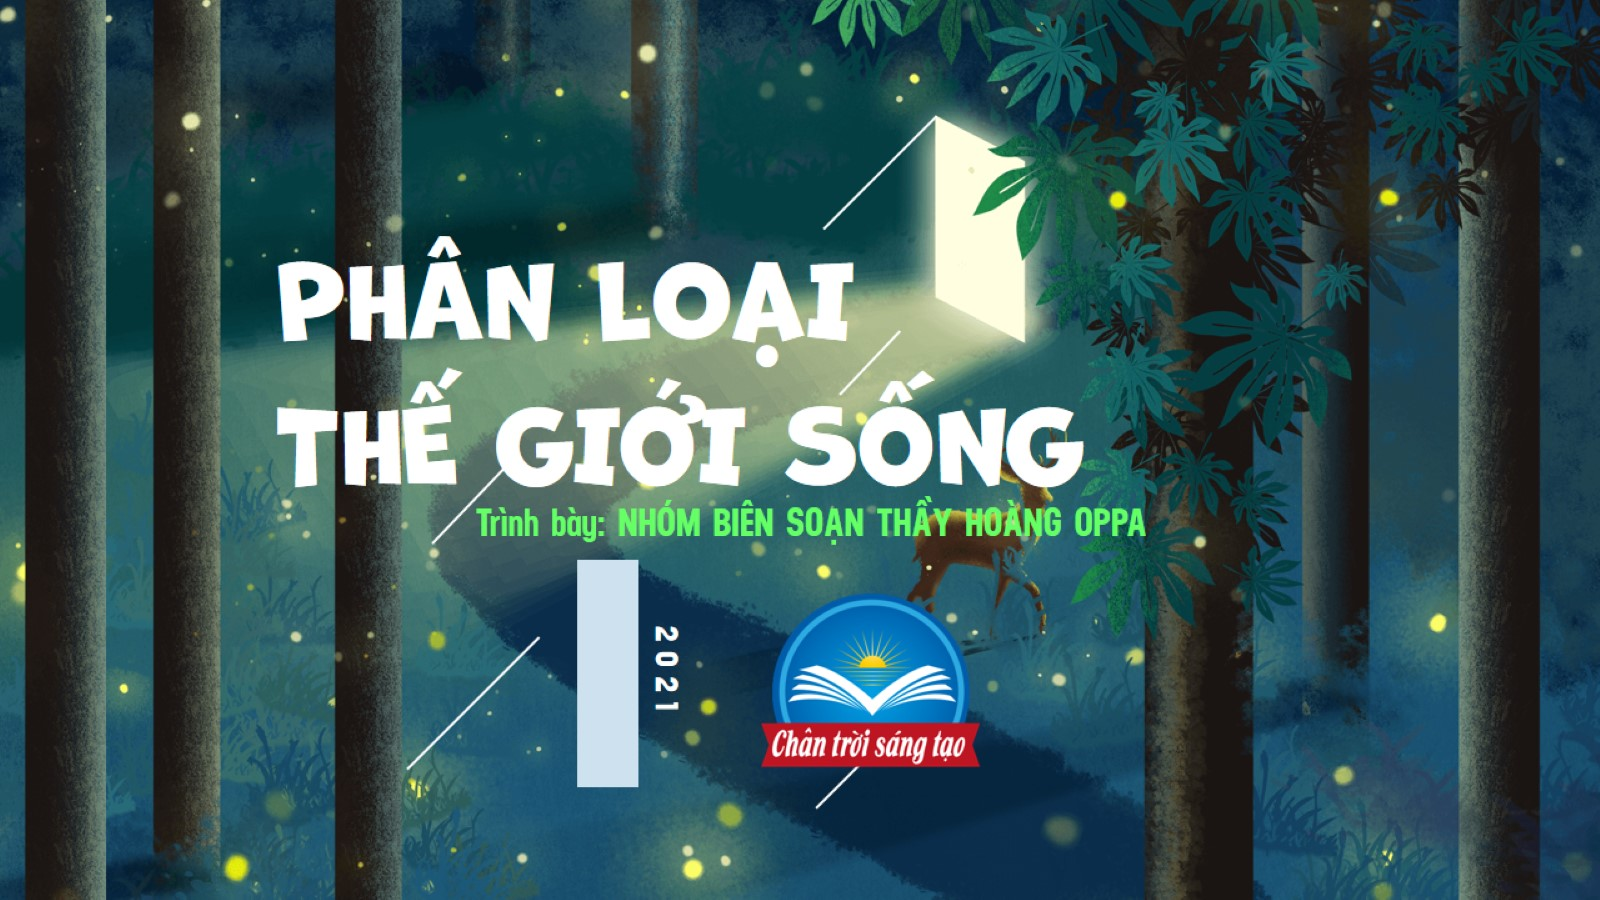 PHÂN LOẠI
THẾ GIỚI SỐNG
Trình bày: NHÓM BIÊN SOẠN THẦY HOÀNG OPPA
2021
Chân trời sáng tạo